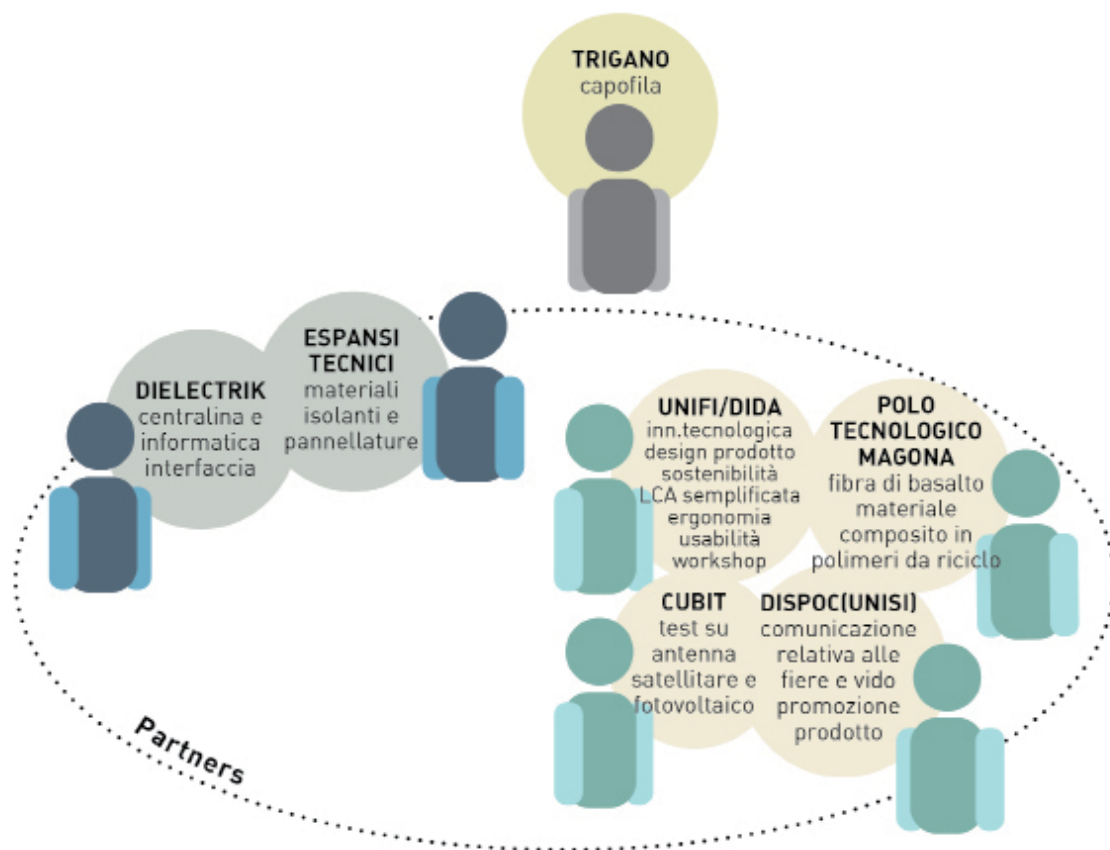 TRIGANO
capofila
ESPANSI
TECNICI
materiali
isolanti e
pannellature
DIELECTRIK
centralina e
informatica
interfaccia
UNIFI/DIDA
inn.tecnologica
design prodotto
sostenibilità
LCA semplificata
ergonomia
usabilità
workshop
POLO
TECNOLOGICO
MAGONA
fibra di basalto
materiale
composito in
polimeri da riciclo
CUBIT
test su
antenna
satellitare e
fotovoltaico
DISPOC(UNISI)
comunicazione
relativa alle
fiere e vido
promozione
prodotto
Partners